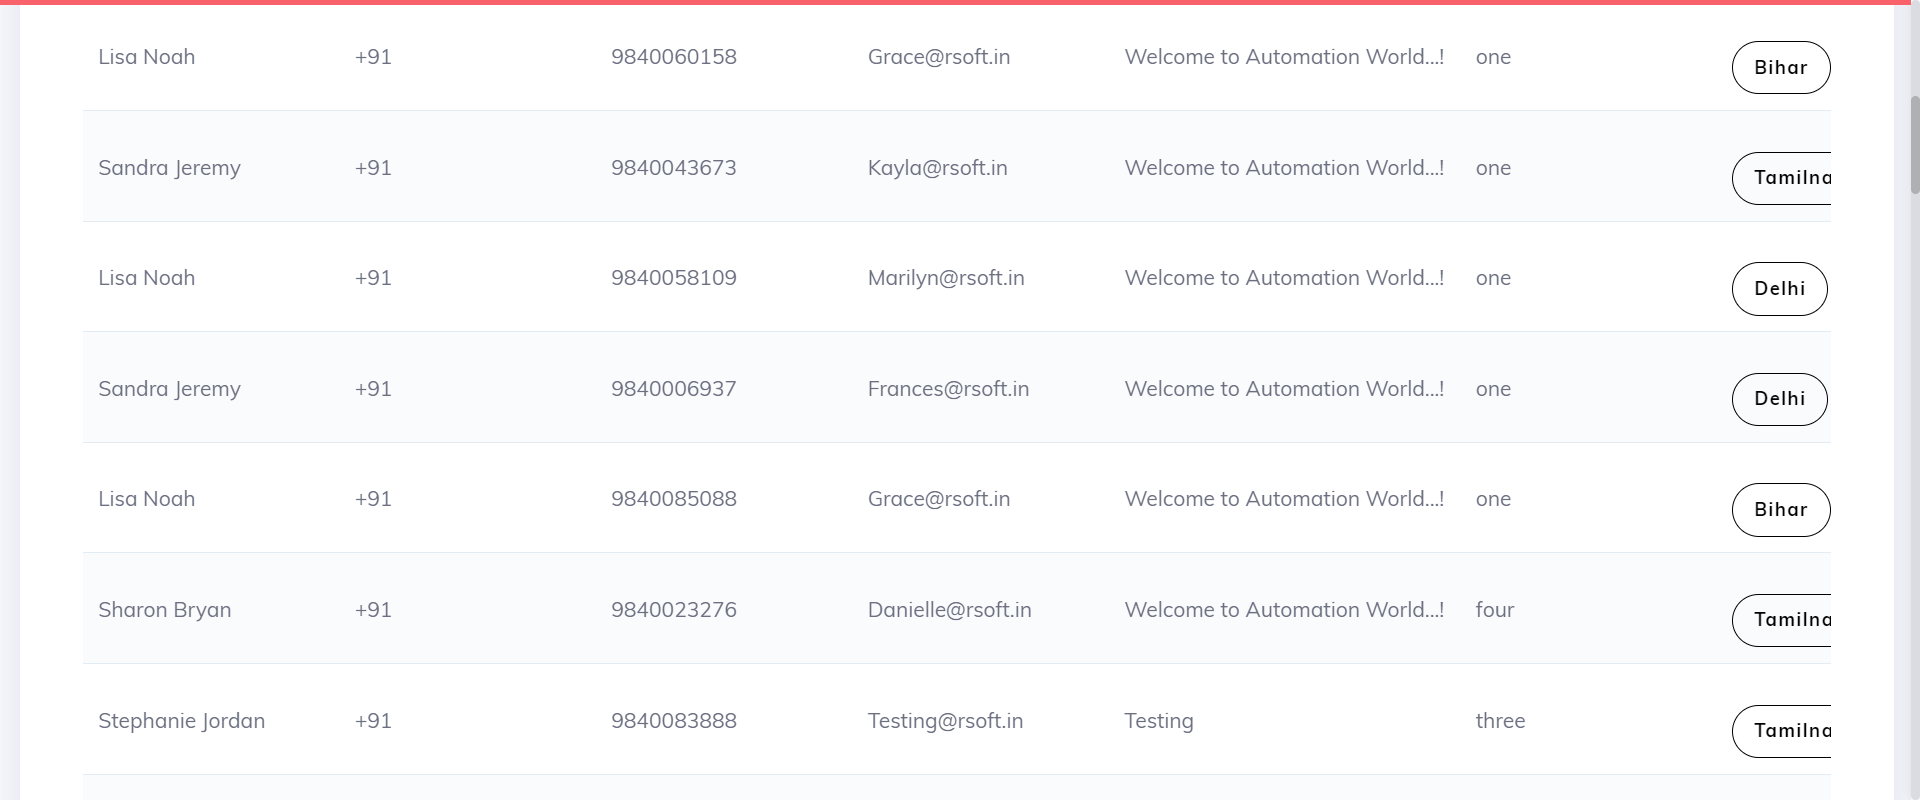 Lisa Noah +91 9840060158 Grace@rsoft.in Welcome to Automation World...! one Bihar
Sandra Jeremy +91 9840043673 Kayla@rsoft.in Welcome to Automation World...! one Tamilna
Lisa Noah +91 9840058109 Marilyn@rsoft.in Welcome to Automation World...! one Delhi
Sandra Jeremy +91 9840006937 Frances@rsoft.in Welcome to Automation World...! one Delhi
Lisa Noah +91 9840085088 Grace@rsoft.in Welcome to Automation World...! one Bihar
Sharon Bryan +91 9840023276 Danielle@rsoft.in Welcome to Automation World...! four Tamilna
Stephanie Jordan +91 9840083888 Testing@rsoft.in Testing three Tamilna